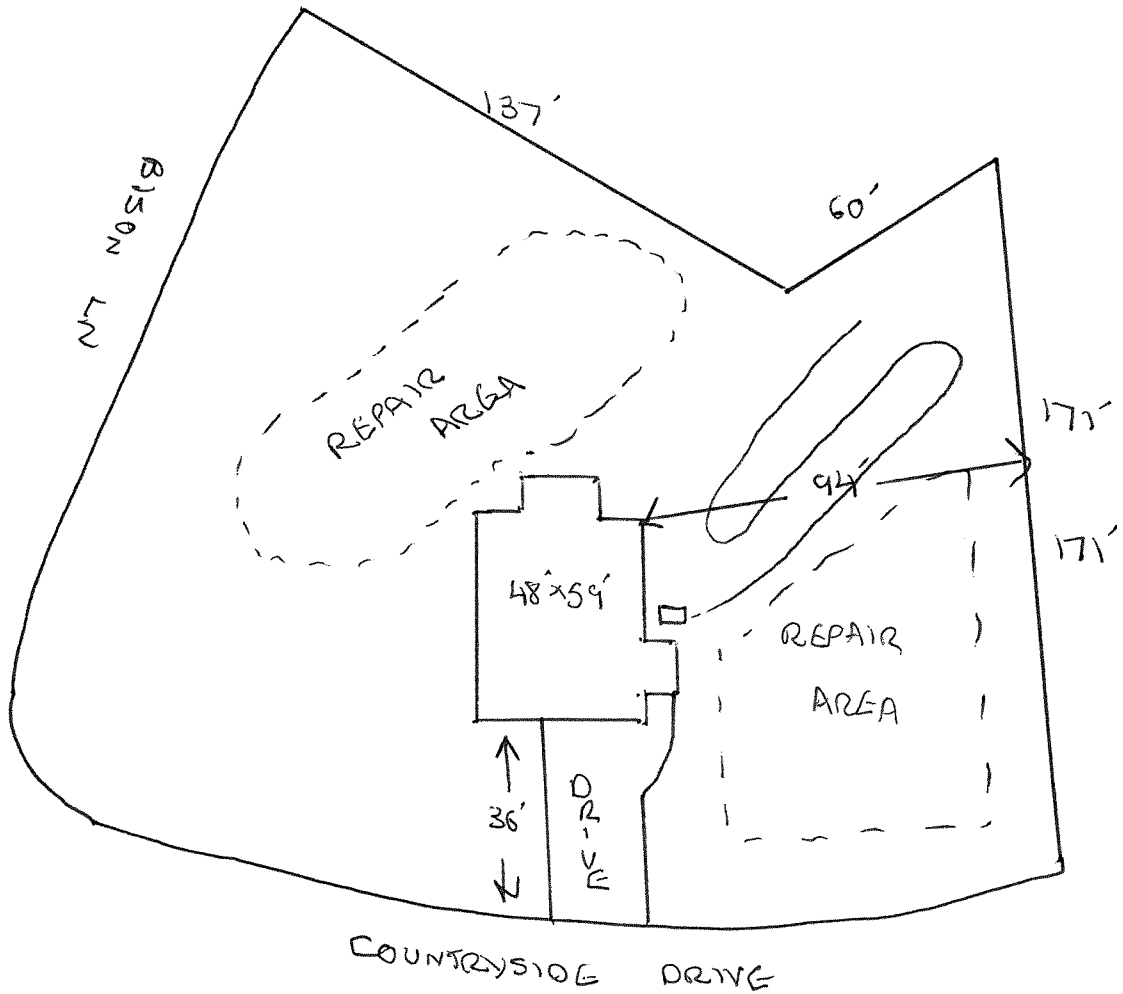 137'
60'
BISON LN
REPAIR
AREA
171'
94'
171'
48'x59'
REPAIR
AREA
36'
DRIVE
COUNTRYSIDE DRIVE